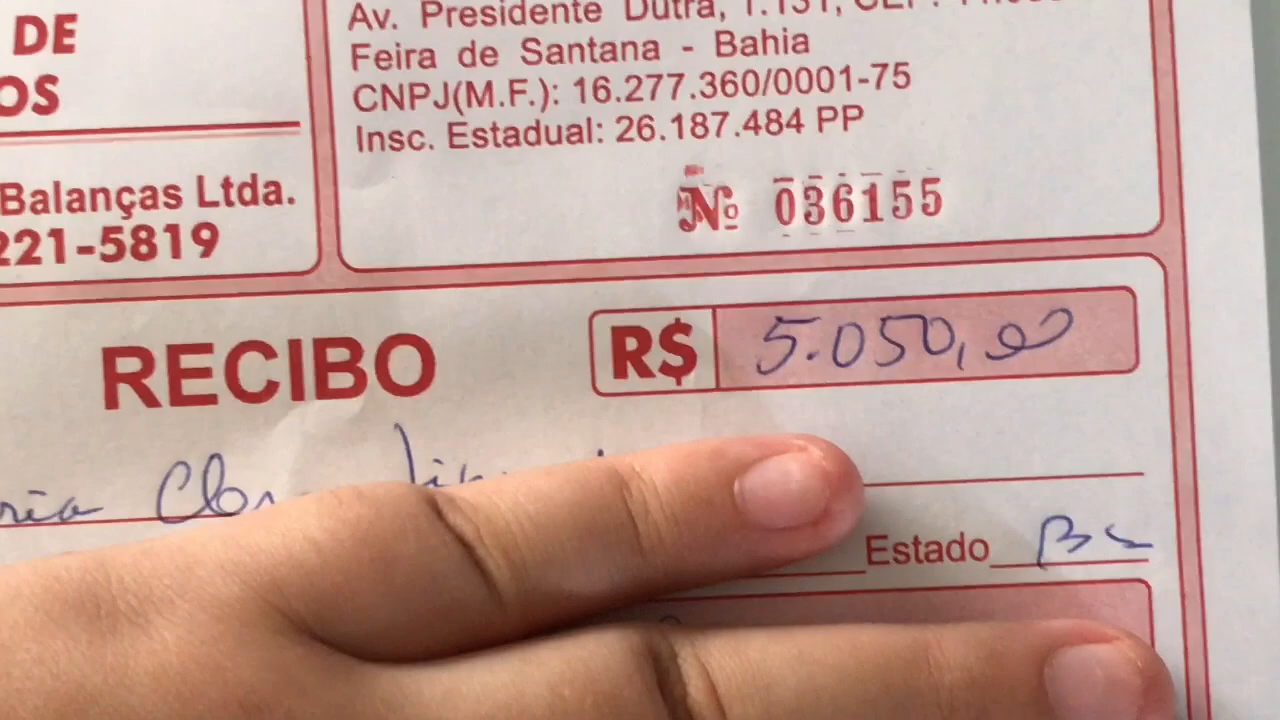 DE
OS
Balanças Ltda.
221-5819
Av. Presidente Dutra, 1.131,
Feira de Santana - Bahia
CNPJ(M.F.): 16.277.360/0001-75
Insc. Estadual: 26.187.484 PP
Nº 036155
RECIBO R$ 5.050,00
Estado Ba